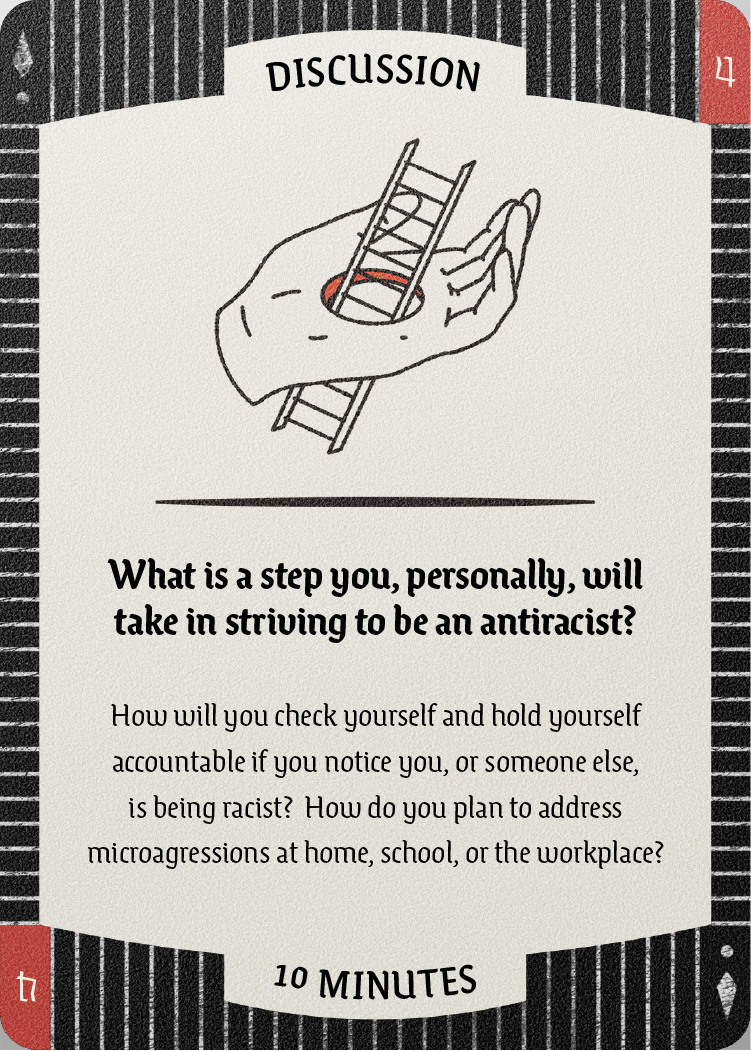 DISCUSSION
4
What is a step you, personally, will
take in striving to be an antiracist?
How will you check yourself and hold yourself
accountable if you notice you, or someone else,
is being racist?  How do you plan to address
microagressions at home, school, or the workplace?
4
10 MINUTES